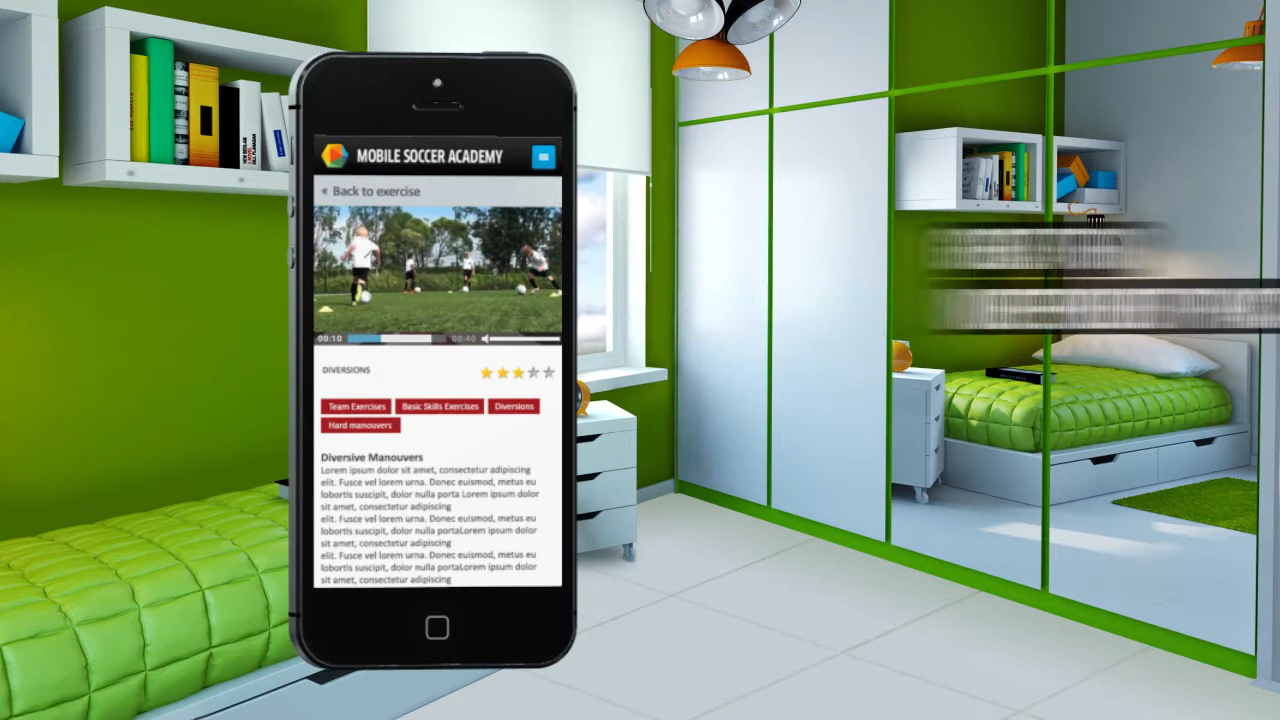 MOBILE SOCCER ACADEMY
« Back to exercise
00:10 00:40
DIVERSIONS
Team Exercises Basic Skills Exercises Diversions
Hard manouvers
Diversive Manouvers
Lorem ipsum dolor sit amet, consectetur adipiscing
elit. Fusce vel lorem urna. Donec euismod, metus eu
lobortis suscipit, dolor nulla porta Lorem ipsum dolor
sit amet, consectetur adipiscing
elit. Fusce vel lorem urna. Donec euismod, metus eu
lobortis suscipit, dolor nulla portaLorem ipsum dolor
sit amet, consectetur adipiscing
elit. Fusce vel lorem urna. Donec euismod, metus eu
lobortis suscipit, dolor nulla portaLorem ipsum dolor
sit amet, consectetur adipiscing